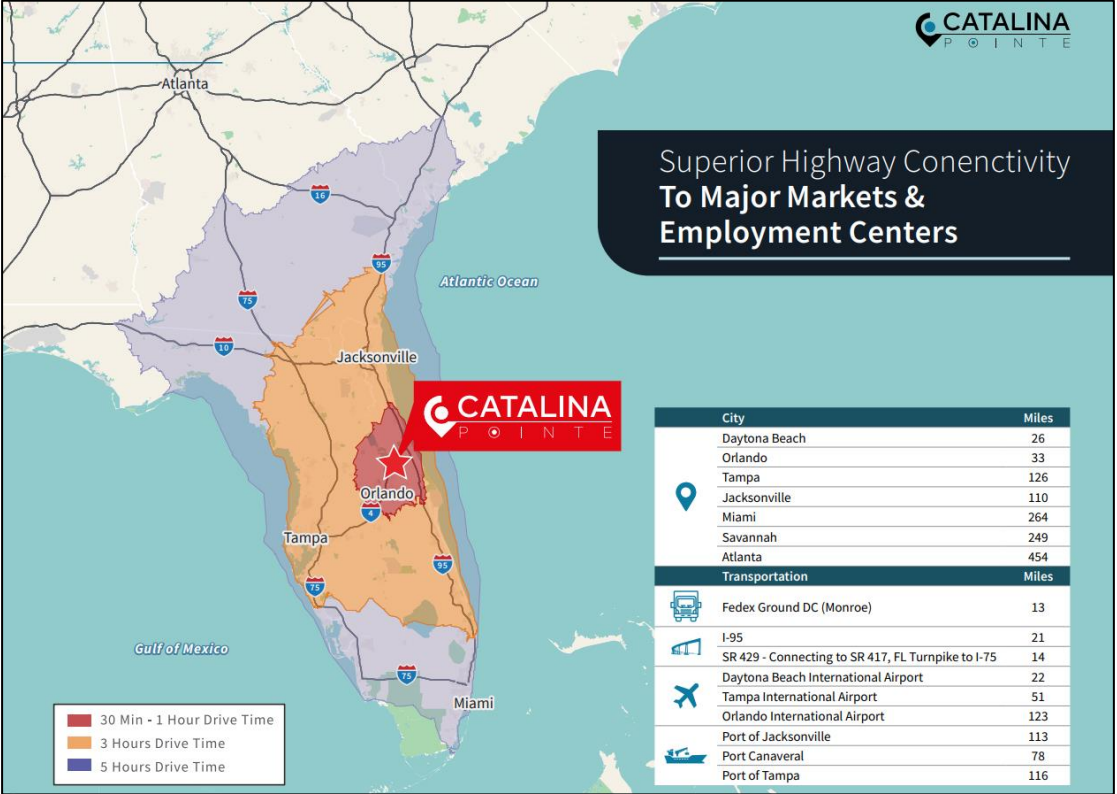 CATALINA
POINTE
Superior Highway Conenctivity
To Major Markets &
Employment Centers
Atlanta
16
95
75
10
Atlantic Ocean
Jacksonville
CATALINA
POINTE
Orlando
4
Tampa
95
75
Gulf of Mexico
75
Miami
30 Min - 1 Hour Drive Time
3 Hours Drive Time
5 Hours Drive Time
City Miles
Daytona Beach 26
Orlando 33
Tampa 126
Jacksonville 110
Miami 264
Savannah 249
Atlanta 454
Transportation Miles
Fedex Ground DC (Monroe) 13
I-95 21
SR 429 - Connecting to SR 417, FL Turnpike to I-75 14
Daytona Beach International Airport 22
Tampa International Airport 51
Orlando International Airport 123
Port of Jacksonville 113
Port Canaveral 78
Port of Tampa 116